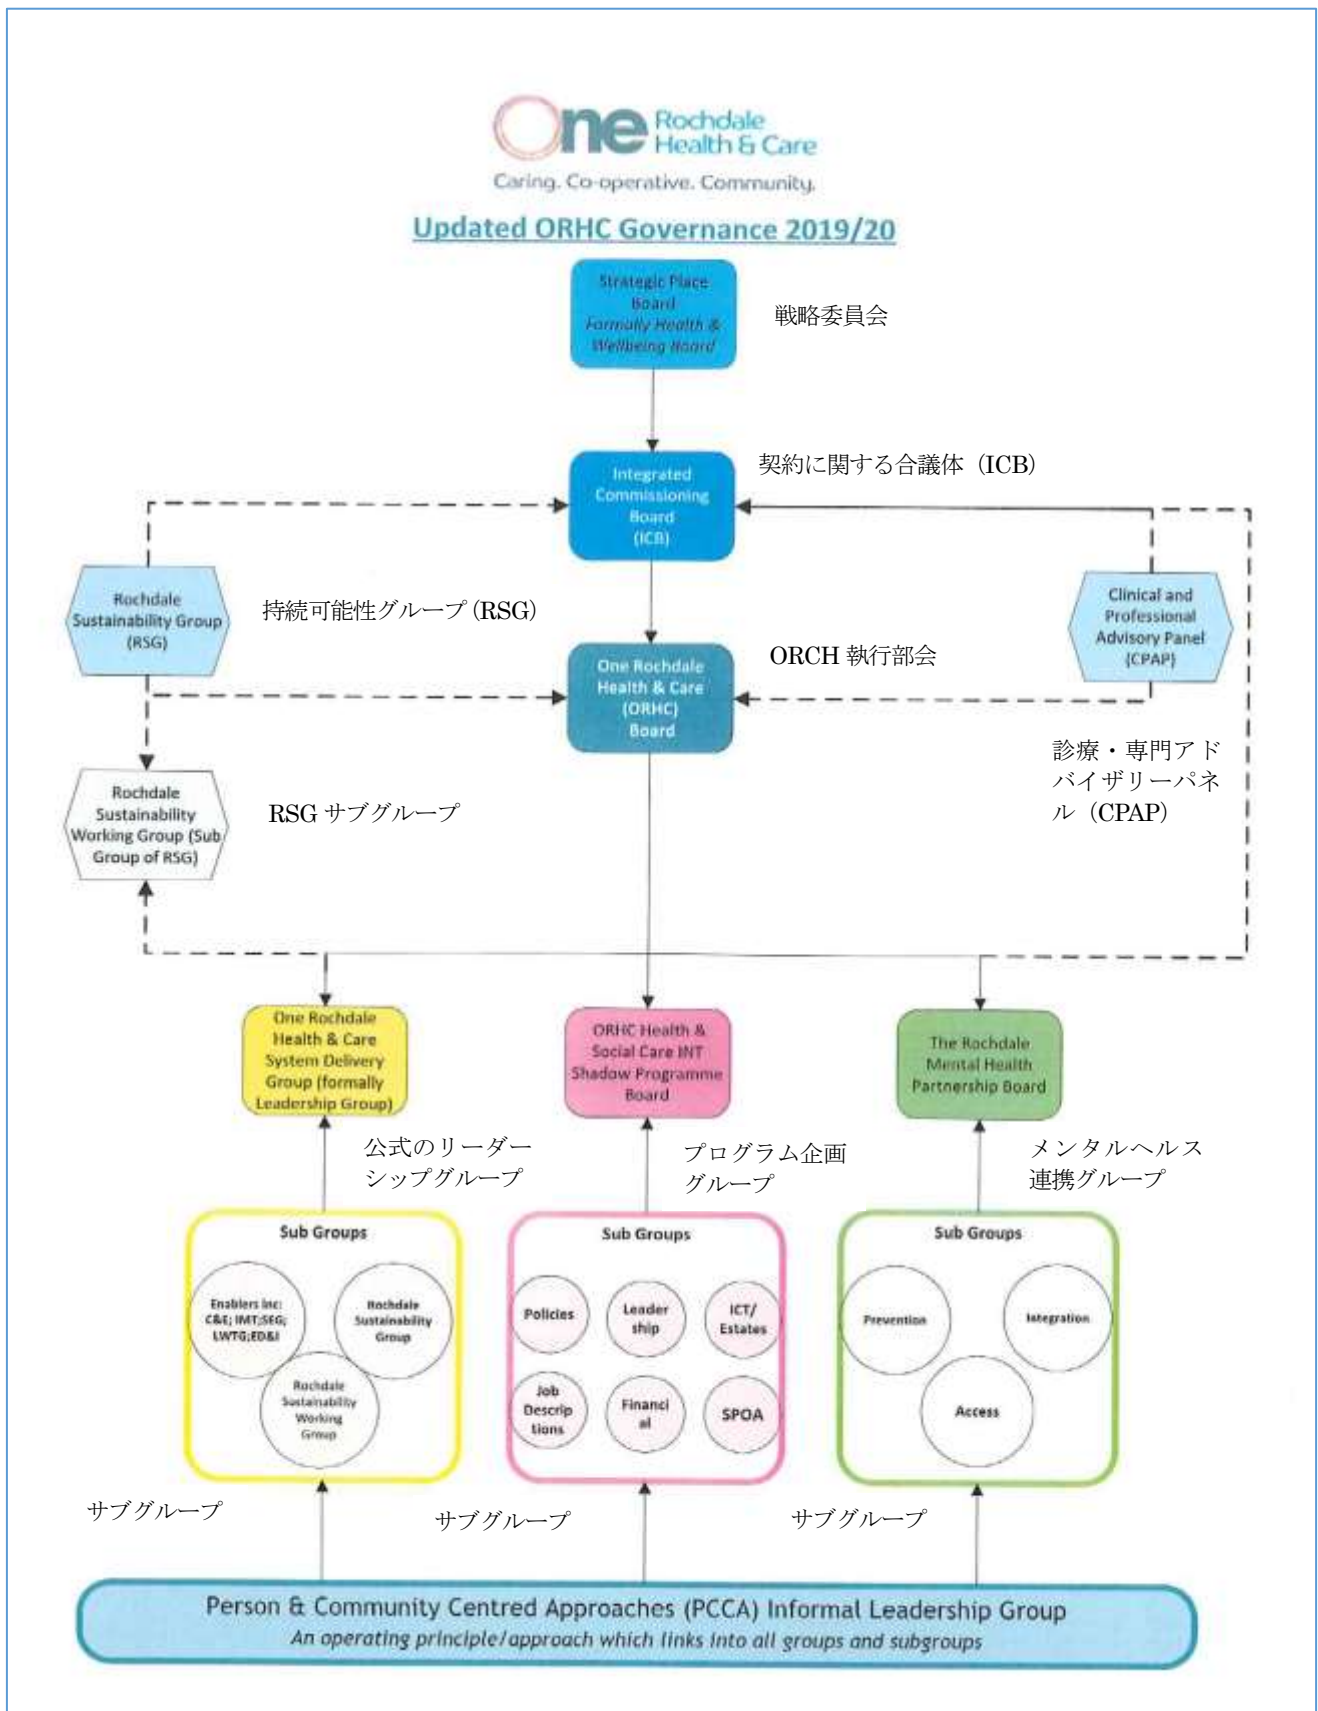 One Rochdale
Health & Care
Caring. Co-operative. Community.
Updated ORHC Governance 2019/20
Strategic Place
Board
Formally Health &
Wellbeing Board
戦略委員会
Integrated
Commissioning
Board
(ICB)
契約に関する合議体（ICB）
Rochdale
Sustainability Group
(RSG)
持続可能性グループ(RSG)
One Rochdale
Health & Care
(ORHC)
Board
ORCH 執行部会
Clinical and
Professional
Advisory Panel
(CPAP)
診療・専門アド
バイザリーパネ
ル（CPAP）
Rochdale
Sustainability
Working Group (Sub
Group of RSG)
RSG サブグループ
One Rochdale
Health & Care
System Delivery
Group (formally
Leadership Group)
公式のリーダー
シップグループ
ORHC Health &
Social Care INT
Shadow Programme
Board
プログラム企画
グループ
The Rochdale
Mental Health
Partnership Board
メンタルヘルス
連携グループ
Sub Groups
Enablers inc:
C&E; IMT;SEG;
LWTG;ED&I
Rochdale
Sustainability
Group
Rochdale
Sustainability
Working
Group
サブグループ
Sub Groups
Policies
Leader
ship
ICT/
Estates
Job
Descrip
tions
Financi
al
SPOA
サブグループ
Sub Groups
Prevention
Integration
Access
サブグループ
Person & Community Centred Approaches (PCCA) Informal Leadership Group
An operating principle/approach which links into all groups and subgroups